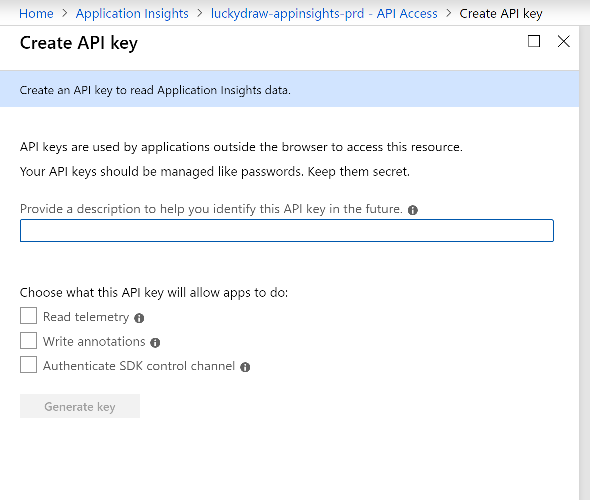 Home > Application Insights > luckydraw-appinsights-prd - API Access > Create API key
Create API key
Create an API key to read Application Insights data.
API keys are used by applications outside the browser to access this resource.
Your API keys should be managed like passwords. Keep them secret.
Provide a description to help you identify this API key in the future.
Choose what this API key will allow apps to do:
Read telemetry
Write annotations
Authenticate SDK control channel
Generate key